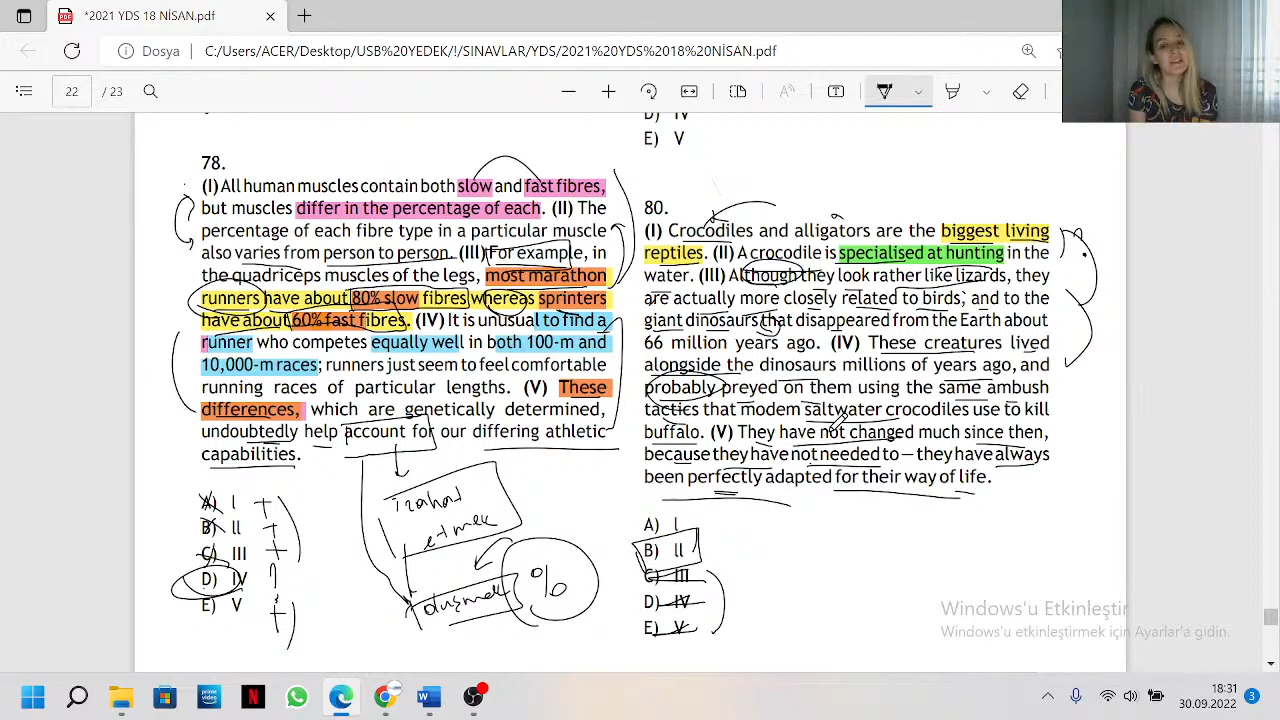 *2021 YDS 18 NİSAN.pdf
Dosya
C:/Users/ACER/Desktop/USB%20YEDEK/!/SINAVLAR/YDS/2021%20YDS%2018%20NİSAN.pdf
22 / 23
D) IV
E) V
78.
(I) All human muscles contain both slow and fast fibres,
but muscles differ in the percentage of each. (II) The
percentage of each fibre type in a particular muscle
also varies from person to person. (III) For example, in
the quadriceps muscles of the legs, most marathon
runners have about 80% slow fibres whereas sprinters
have about 60% fast fibres. (IV) It is unusual to find a
runner who competes equally well in both 100-m and
10,000-m races; runners just seem to feel comfortable
running races of particular lengths. (V) These
differences, which are genetically determined,
undoubtedly help account for our differing athletic
capabilities.
A) I +
B) II +
C) III +
D) IV
E) V +
izahat
etmek
düşmek
%
80.
(I) Crocodiles and alligators are the biggest living
reptiles. (II) A crocodile is specialised at hunting in the
water. (III) Although they look rather like lizards, they
are actually more closely related to birds; and to the
giant dinosaurs that disappeared from the Earth about
66 million years ago. (IV) These creatures lived
alongside the dinosaurs millions of years ago, and
probably preyed on them using the same ambush
tactics that modern saltwater crocodiles use to kill
buffalo. (V) They have not changed much since then,
because they have not needed to – they have always
been perfectly adapted for their way of life.
A) I
B) II
C) III
D) IV
E) V
Windows'u Etkinleştir
Windows'u etkinleştirmek için Ayarlar'a gidin.
prime
video
N
W
18:31
30.09.2022
3